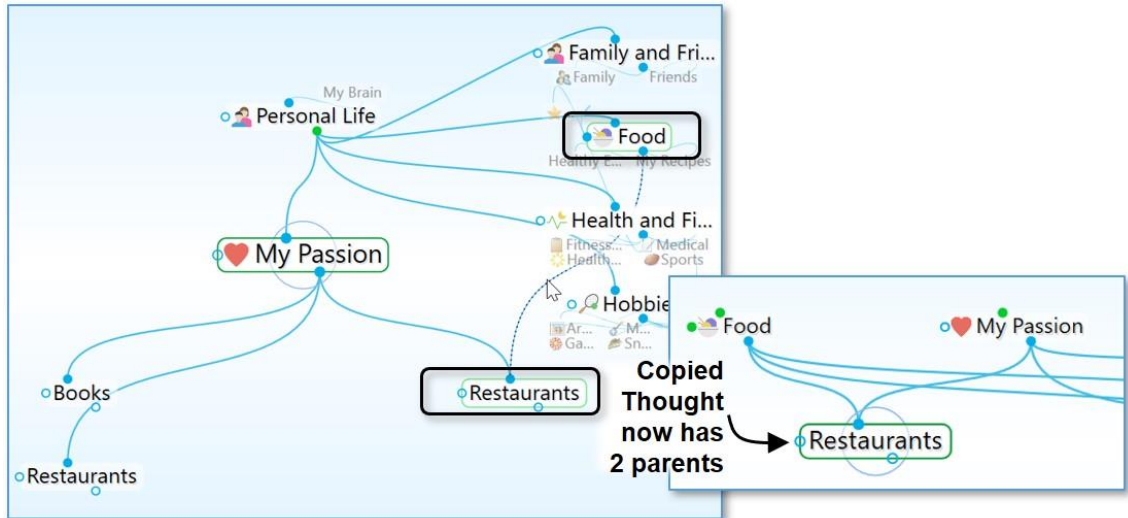 Family and Fri...
Family
Friends
My Brain
Personal Life
Food
Healthy E...
My Recipes
Health and Fi...
Fitness...
Medical
Health...
Sports
My Passion
Hobbie
Ar...
M...
Ga...
Sn...
Books
Restaurants
Restaurants
Food
My Passion
Copied
Thought
now has
2 parents
Restaurants